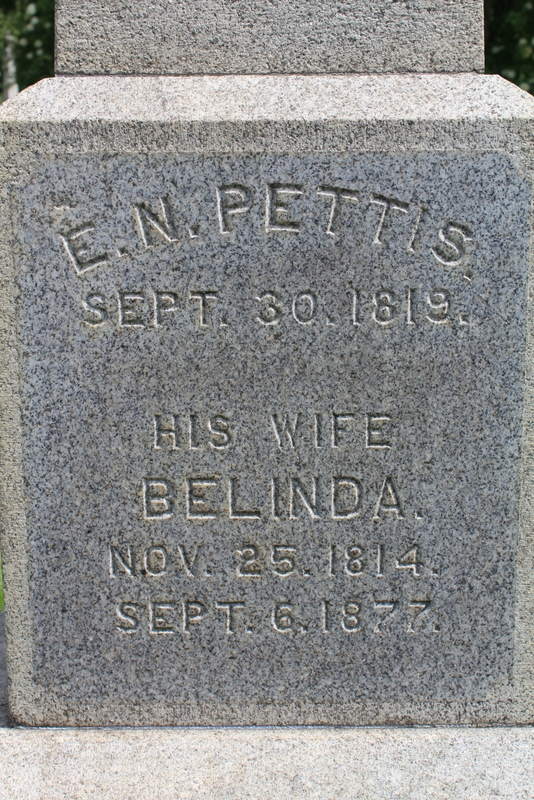 E. N. PETTIS.
SEPT. 30. 1819.
HIS WIFE
BELINDA.
NOV. 25. 1814.
SEPT. 6. 1877.